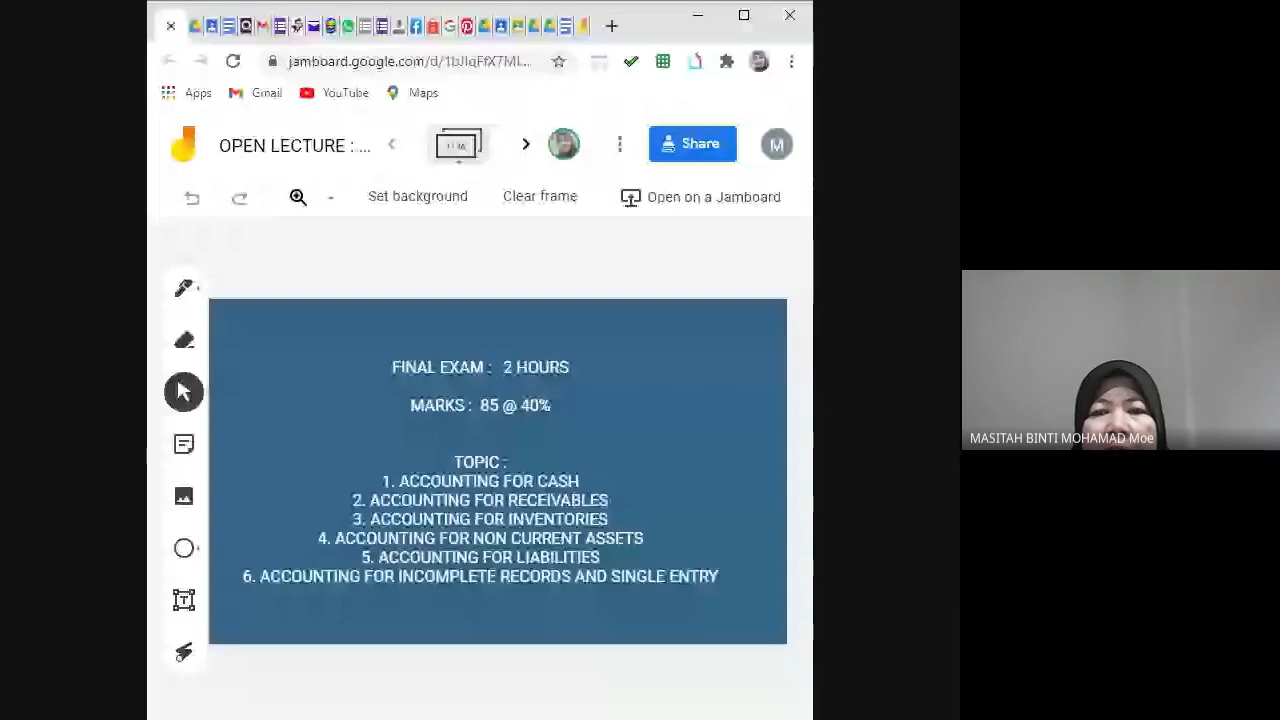 jamboard.google.com/d/
Apps
Gmail
YouTube
Maps
OPEN LECTURE : ...
Share
M
Set background
Clear frame
Open on a Jamboard
FINAL EXAM : 2 HOURS
MARKS : 85 @ 40%
TOPIC :
1. ACCOUNTING FOR CASH
2. ACCOUNTING FOR RECEIVABLES
3. ACCOUNTING FOR INVENTORIES
4. ACCOUNTING FOR NON CURRENT ASSETS
5. ACCOUNTING FOR LIABILITIES
6. ACCOUNTING FOR INCOMPLETE RECORDS AND SINGLE ENTRY
MASITAH BINTI MOHAMAD Moe